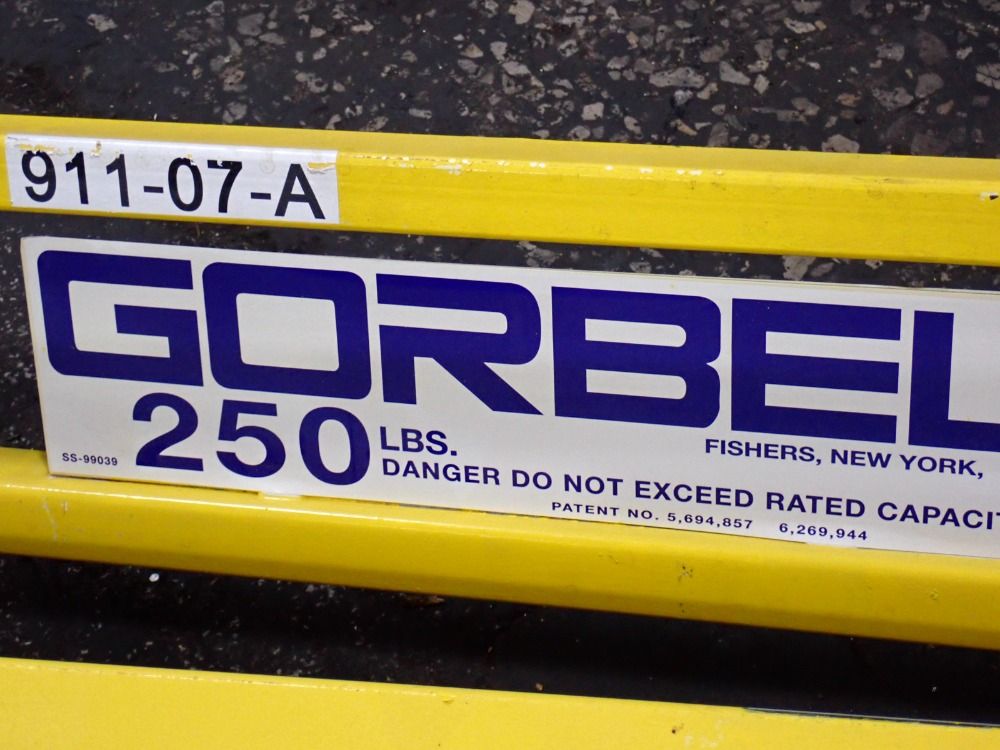 911-07-A
GORBEL
250 LBS.
FISHERS, NEW YORK,
SS-99039
DANGER DO NOT EXCEED RATED CAPACIT
PATENT NO. 5,694,857 6,269,944